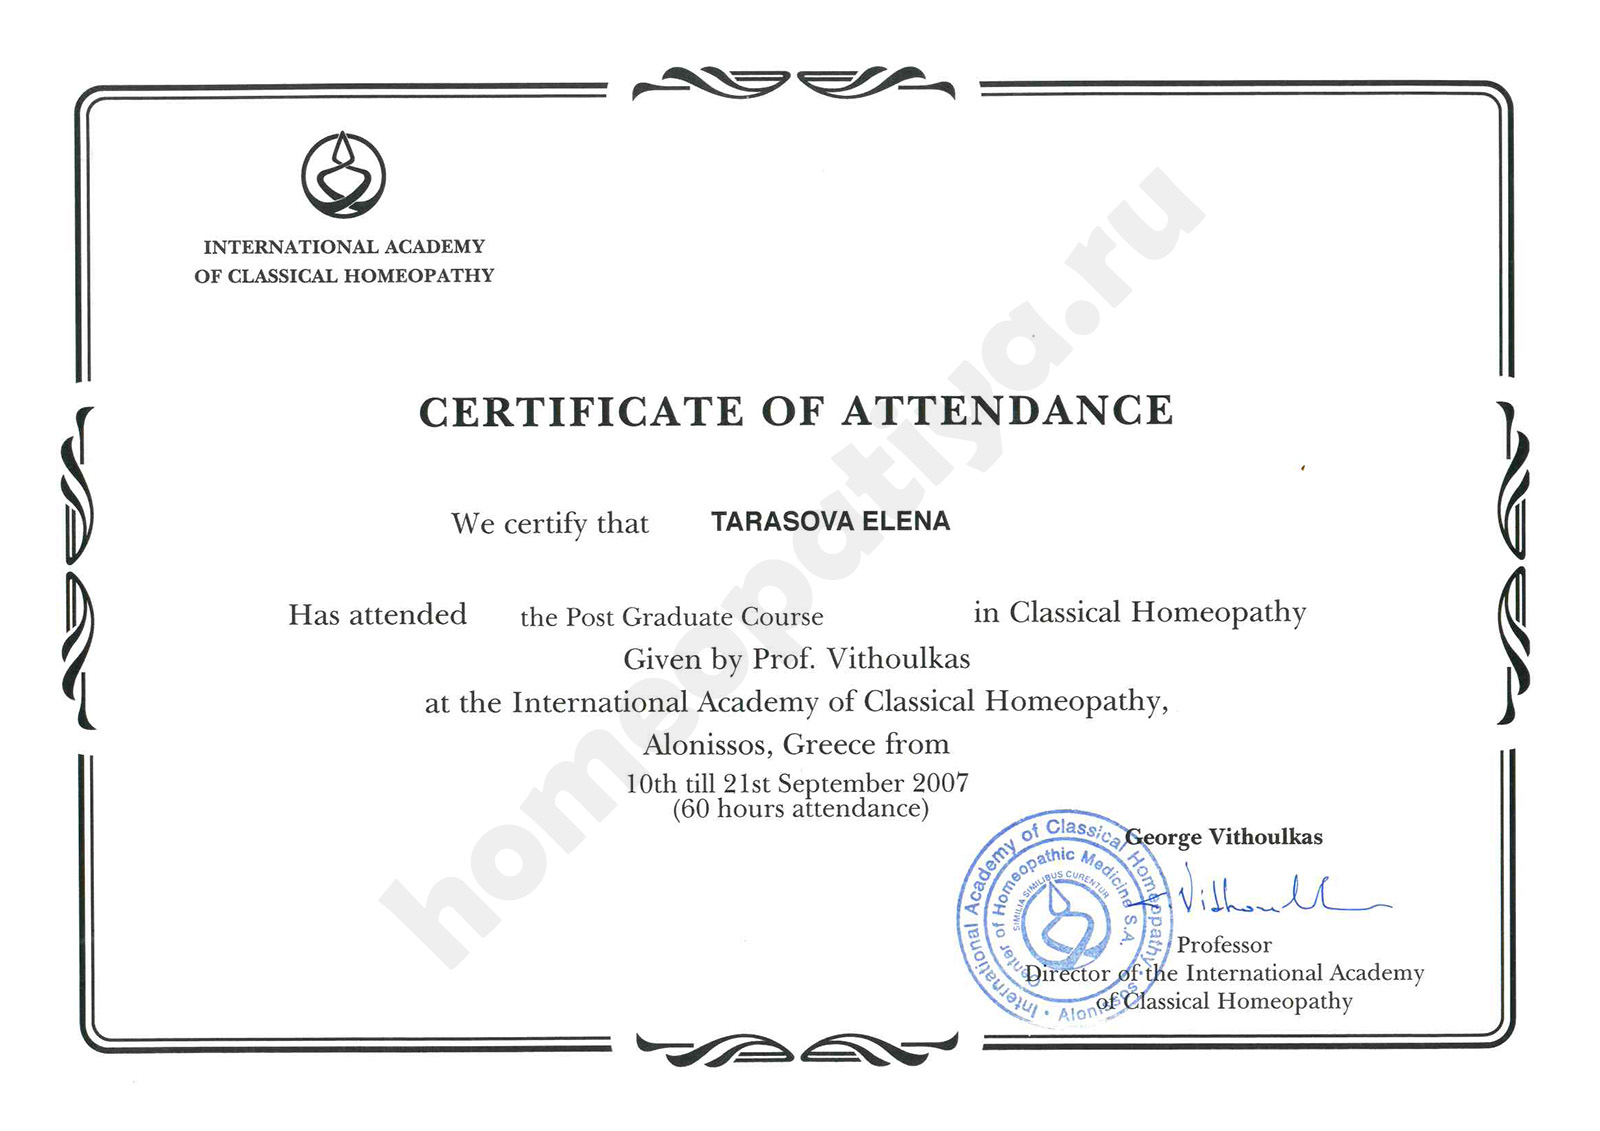 INTERNATIONAL ACADEMY
OF CLASSICAL HOMEOPATHY
CERTIFICATE OF ATTENDANCE
We certify that TARASOVA ELENA
Has attended the Post Graduate Course in Classical Homeopathy
Given by Prof. Vithoulkas
at the International Academy of Classical Homeopathy,
Alonissos, Greece from
10th till 21st September 2007
(60 hours attendance)
George Vithoulkas
G. Vithoulkas
Professor
Director of the International Academy
of Classical Homeopathy
International Academy of Classical Homeopathy · Alonissos ·
Center of Homeopathic Medicine S.A.
SIMILIA SIMILIBUS CURENTUR
homeopatiya.ru